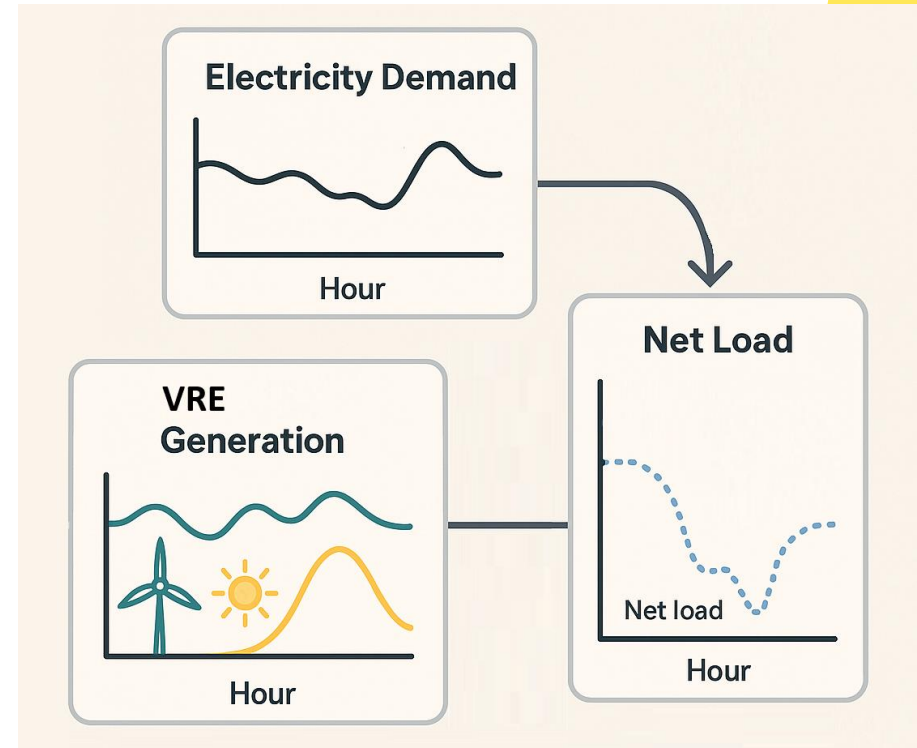 Electricity Demand
Hour
VRE
Generation
Hour
Net Load
Net load
Hour